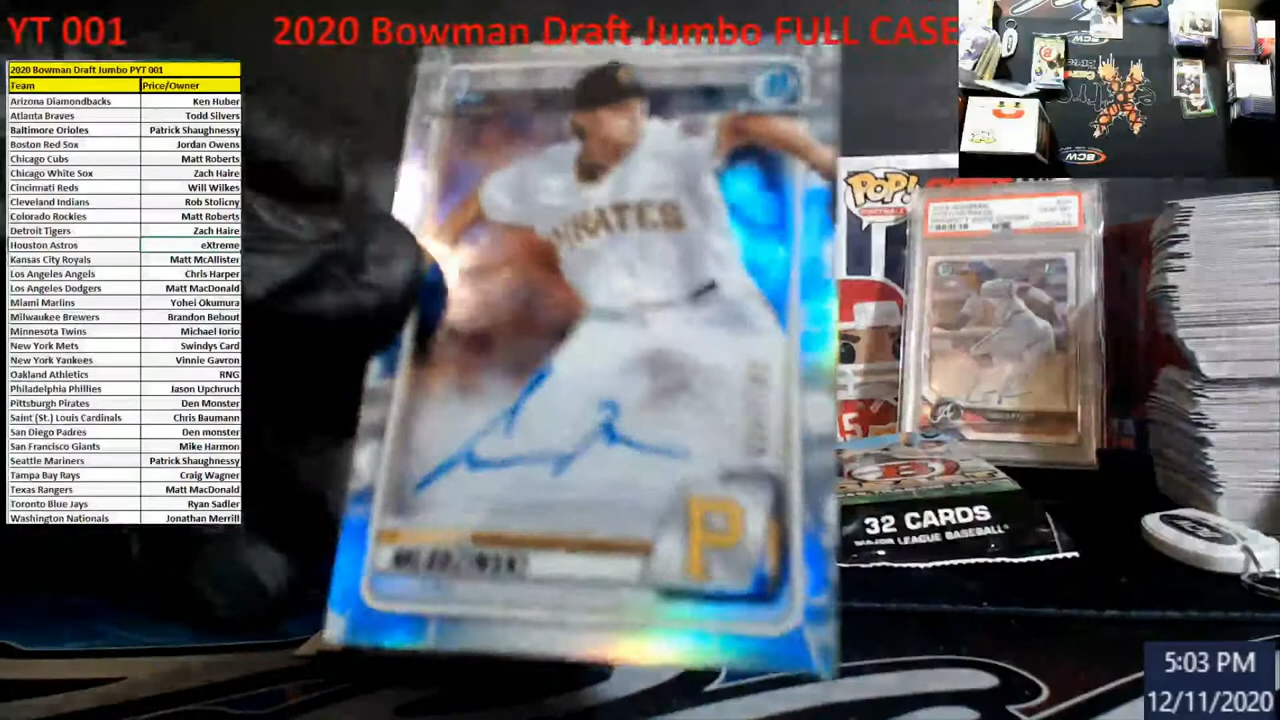 YT 001
2020 Bowman Draft Jumbo FULL CASE
2020 Bowman Draft Jumbo PYT 001
Team Price/Owner
Arizona Diamondbacks Ken Huber
Atlanta Braves Todd Silvers
Baltimore Orioles Patrick Shaughnessy
Boston Red Sox Jordan Owens
Chicago Cubs Matt Roberts
Chicago White Sox Zach Haire
Cincinnati Reds Will Wilkes
Cleveland Indians Rob Stolicny
Colorado Rockies Matt Roberts
Detroit Tigers Zach Haire
Houston Astros eXtreme
Kansas City Royals Matt McAllister
Los Angeles Angels Chris Harper
Los Angeles Dodgers Matt MacDonald
Miami Marlins Yohei Okumura
Milwaukee Brewers Brandon Bebout
Minnesota Twins Michael Iorio
New York Mets Swindys Card
New York Yankees Vinnie Gavron
Oakland Athletics RNG
Philadelphia Phillies Jason Upchruch
Pittsburgh Pirates Den Monster
Saint (St.) Louis Cardinals Chris Baumann
San Diego Padres Den monster
San Francisco Giants Mike Harmon
Seattle Mariners Patrick Shaughnessy
Tampa Bay Rays Craig Wagner
Texas Rangers Matt MacDonald
Toronto Blue Jays Ryan Sadler
Washington Nationals Jonathan Merrill
PIRATES
P
POP!
BCW
32 CARDS
MAJOR LEAGUE BASEBALL
5:03 PM
12/11/2020